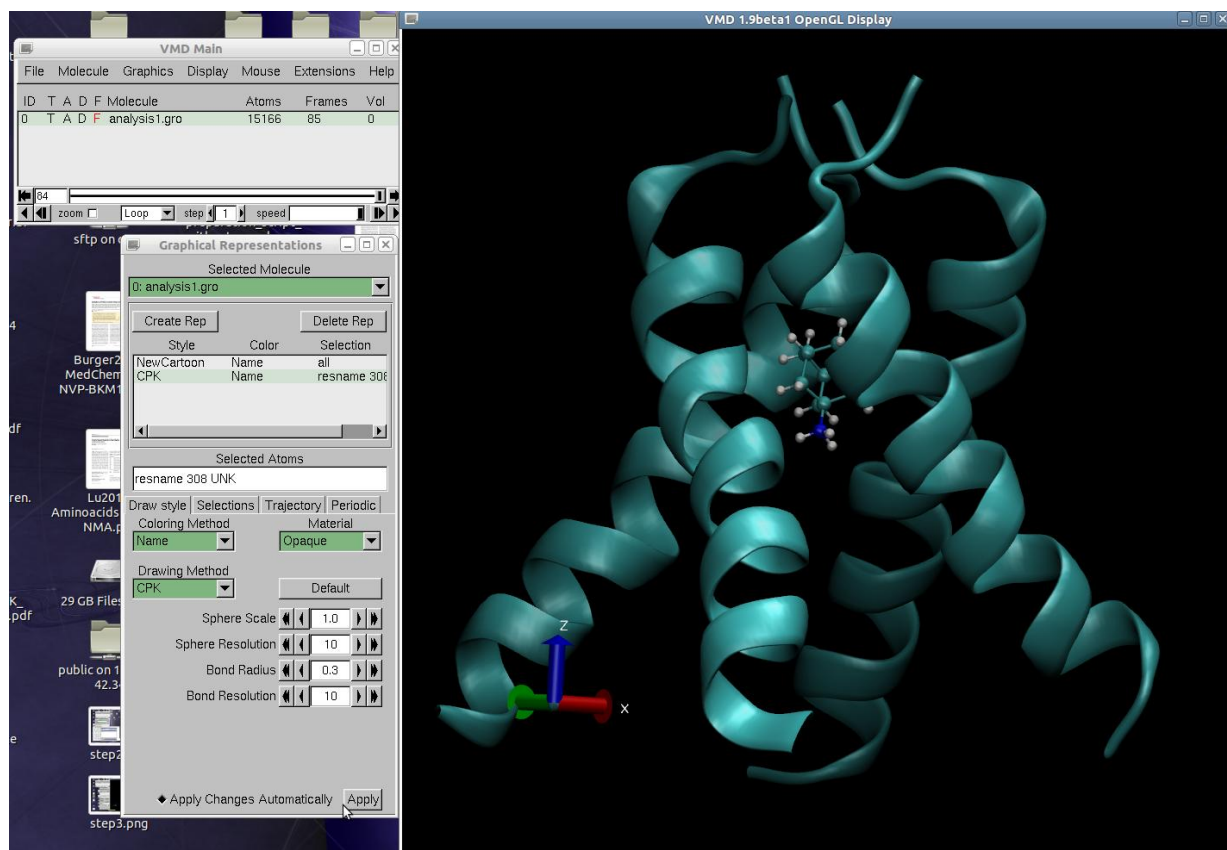 VMD Main
File Molecule Graphics Display Mouse Extensions Help
ID T A D F Molecule Atoms Frames Vol
0 T A D F analysis1.gro 15166 85 0
84
zoom Loop step 1 speed
sftp on
Graphical Representations
Selected Molecule
0: analysis1.gro
Create Rep Delete Rep
Style Color Selection
NewCartoon Name all
CPK Name resname 308
Selected Atoms
resname 308 UNK
Draw style Selections Trajectory Periodic
Coloring Method Material
Name Opaque
Drawing Method
CPK Default
Sphere Scale 1.0
Sphere Resolution 10
Bond Radius 0.3
Bond Resolution 10
Apply Changes Automatically Apply
4
Burger2
MedChem
NVP-BKM1
df
ren.
Lu201
Aminoacids
NMA.p
K_
.pdf
29 GB Files
public on 1
42.3
e
step2
step3.png
VMD 1.9beta1 OpenGL Display
Z
X